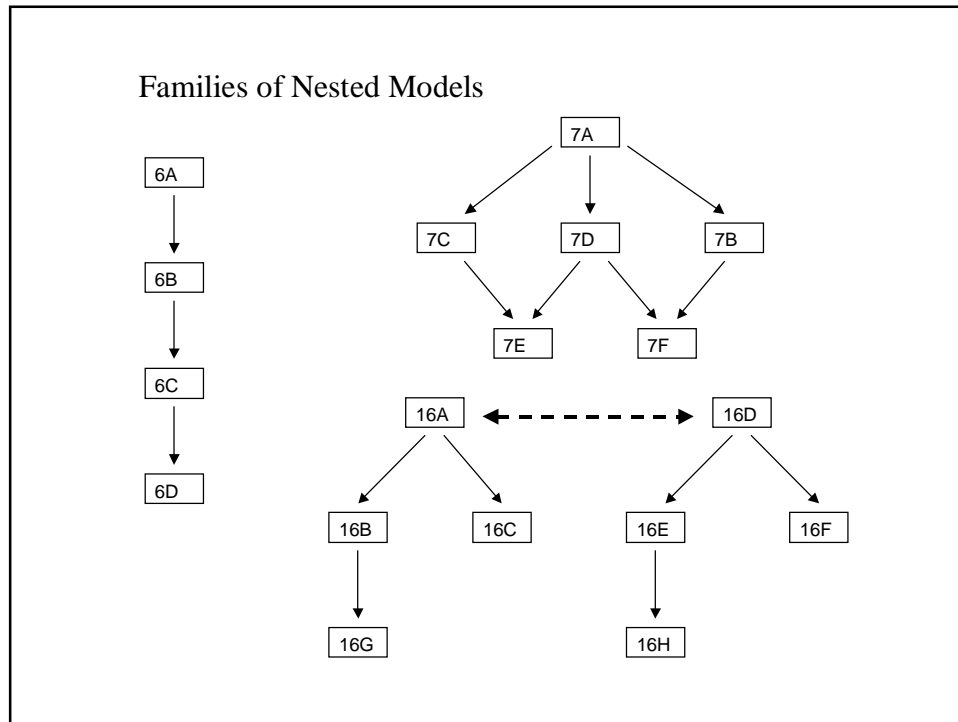 Families of Nested Models
7A
6A
7C
7D
7B
6B
7E
7F
6C
16A
16D
6D
16B
16C
16E
16F
16G
16H